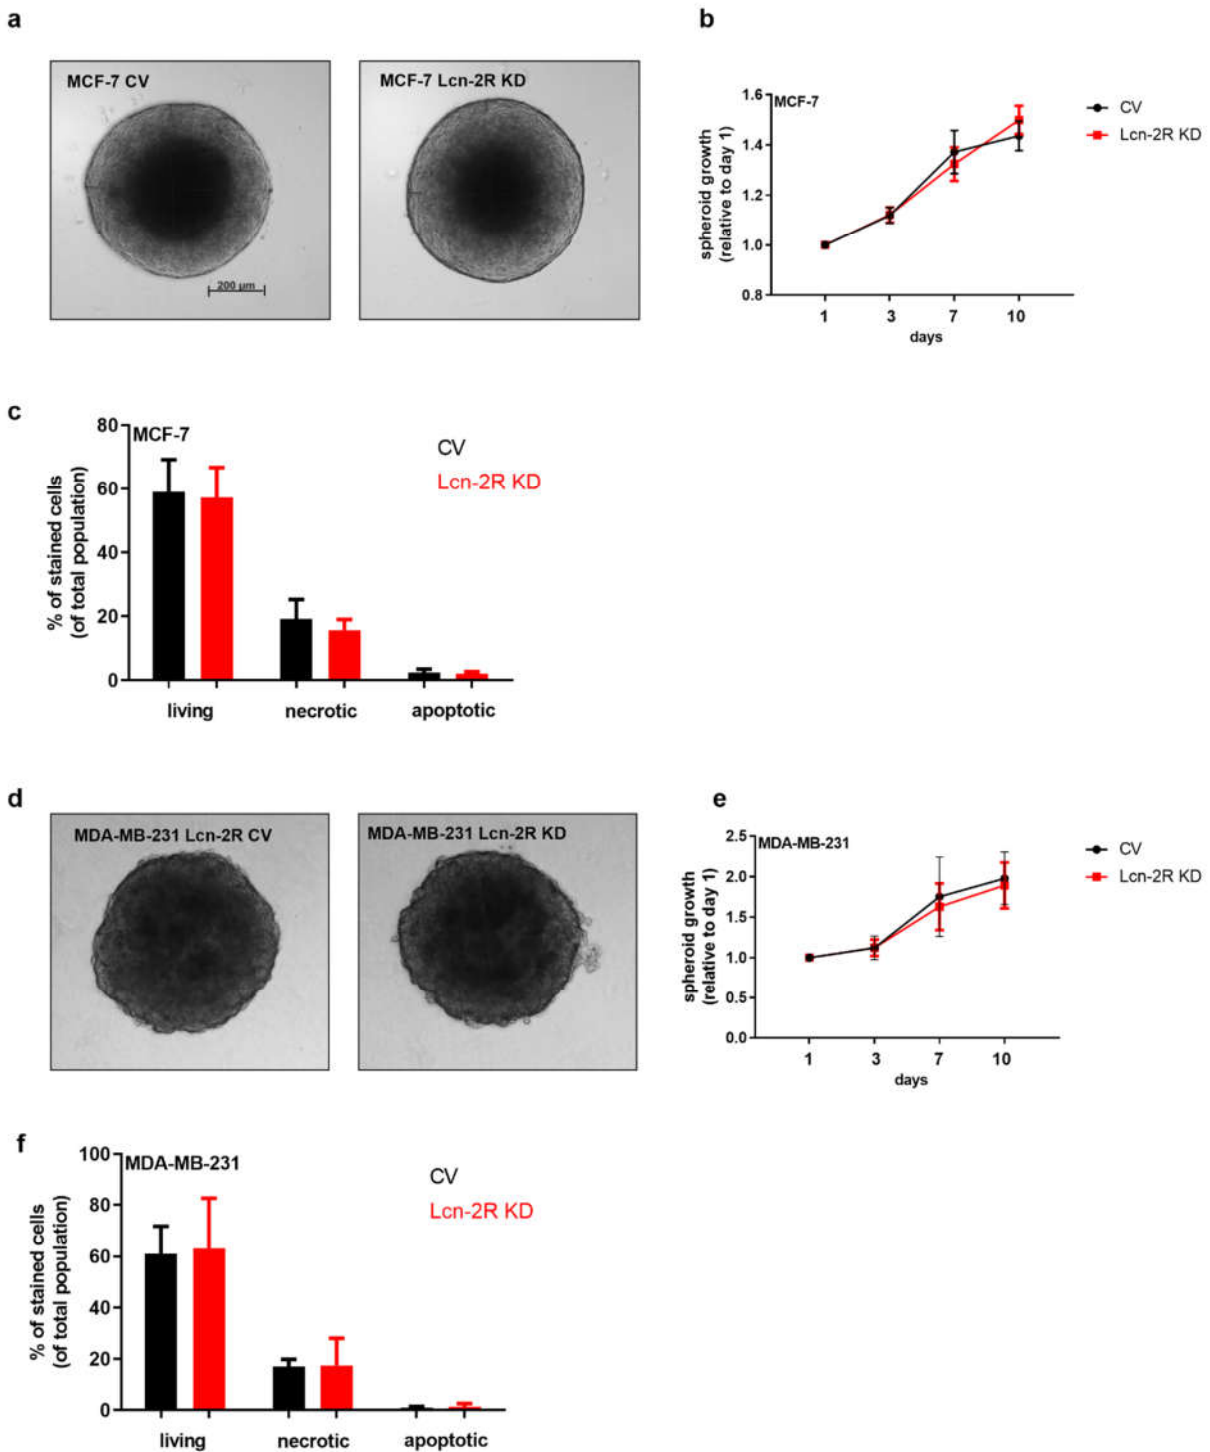 a
MCF-7 CV
200 µm
MCF-7 Lcn-2R KD
b
MCF-7
spheroid growth
(relative to day 1)
1.6
1.4
1.2
1.0
0.8
1 3 7 10
days
CV
Lcn-2R KD
c
MCF-7
% of stained cells
(of total population)
80
60
40
20
0
living necrotic apoptotic
CV
Lcn-2R KD
d
MDA-MB-231 Lcn-2R CV
MDA-MB-231 Lcn-2R KD
e
MDA-MB-231
spheroid growth
(relative to day 1)
2.5
2.0
1.5
1.0
0.5
0.0
1 3 7 10
days
CV
Lcn-2R KD
f
MDA-MB-231
% of stained cells
(of total population)
100
80
60
40
20
0
living necrotic apoptotic
CV
Lcn-2R KD